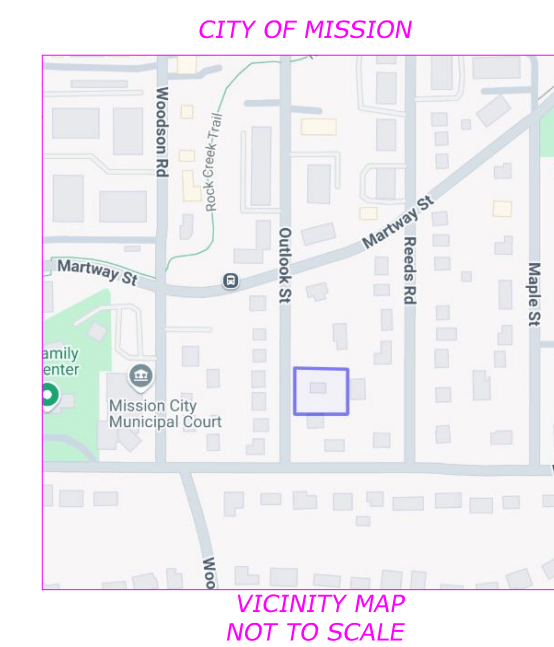 CITY OF MISSION
Woodson Rd
Rock-Creek-Trail
Martway St
Outlook St
Reeds Rd
Martway St
Maple St
amily
enter
Mission City
Municipal Court
Woo
VICINITY MAP
NOT TO SCALE